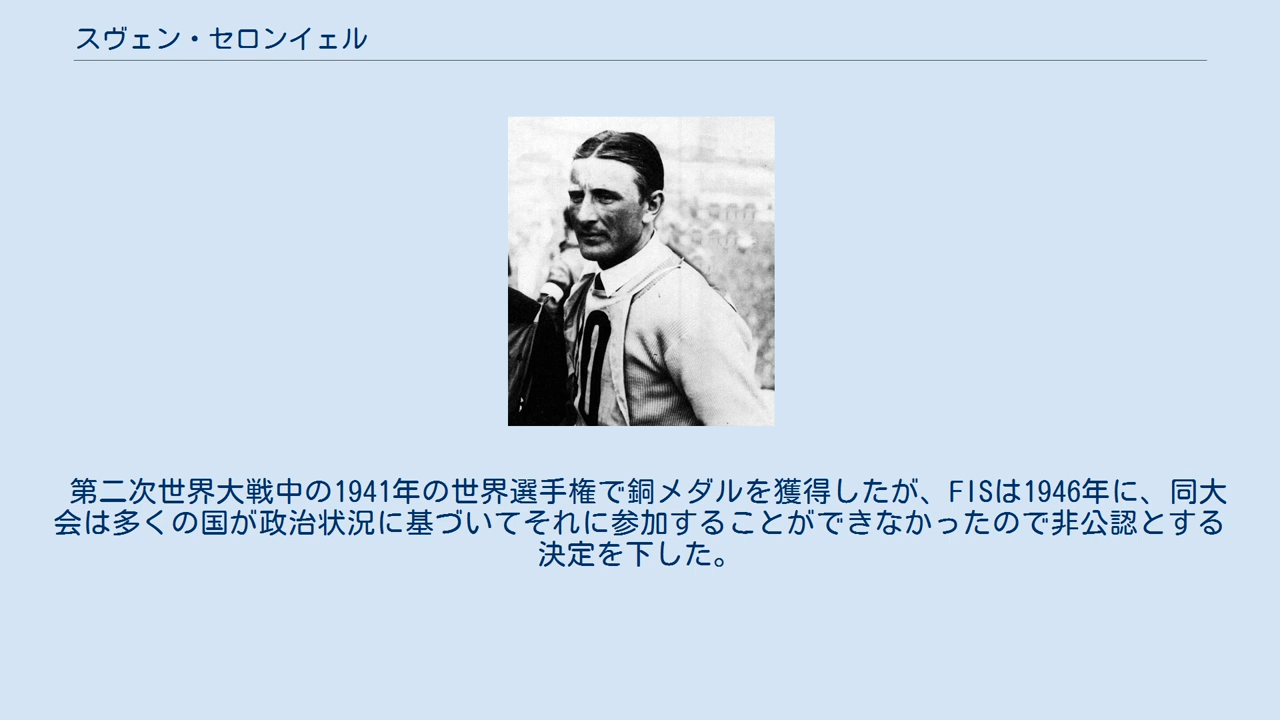 スヴェン・セロンイェル
第二次世界大戦中の1941年の世界選手権で銅メダルを獲得したが、FISは1946年に、同大
会は多くの国が政治状況に基づいてそれに参加することができなかったので非公認とする
決定を下した。